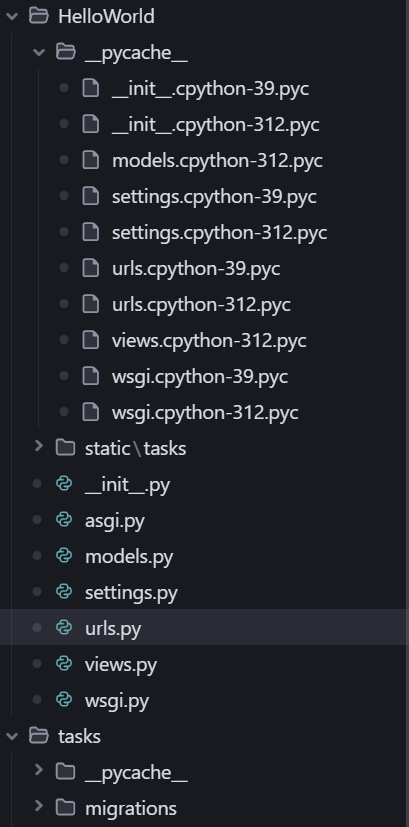 HelloWorld
__pycache__
__init__.cpython-39.pyc
__init__.cpython-312.pyc
models.cpython-312.pyc
settings.cpython-39.pyc
settings.cpython-312.pyc
urls.cpython-39.pyc
urls.cpython-312.pyc
views.cpython-312.pyc
wsgi.cpython-39.pyc
wsgi.cpython-312.pyc
static\tasks
__init__.py
asgi.py
models.py
settings.py
urls.py
views.py
wsgi.py
tasks
__pycache__
migrations